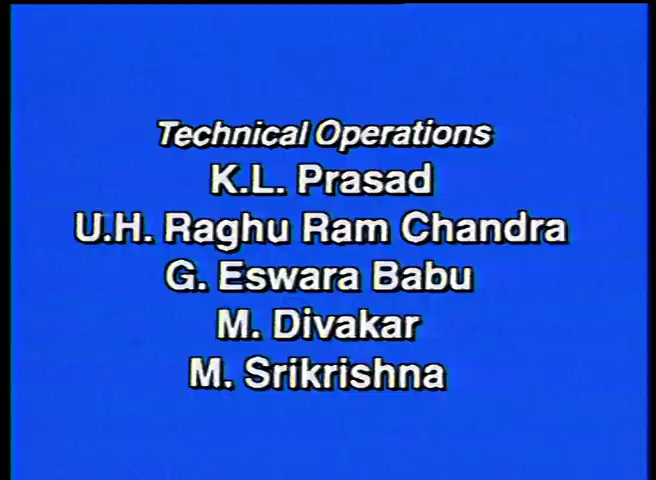 Technical Operations
K.L. Prasad
U.H. Raghu Ram Chandra
G. Eswara Babu
M. Divakar
M. Srikrishna